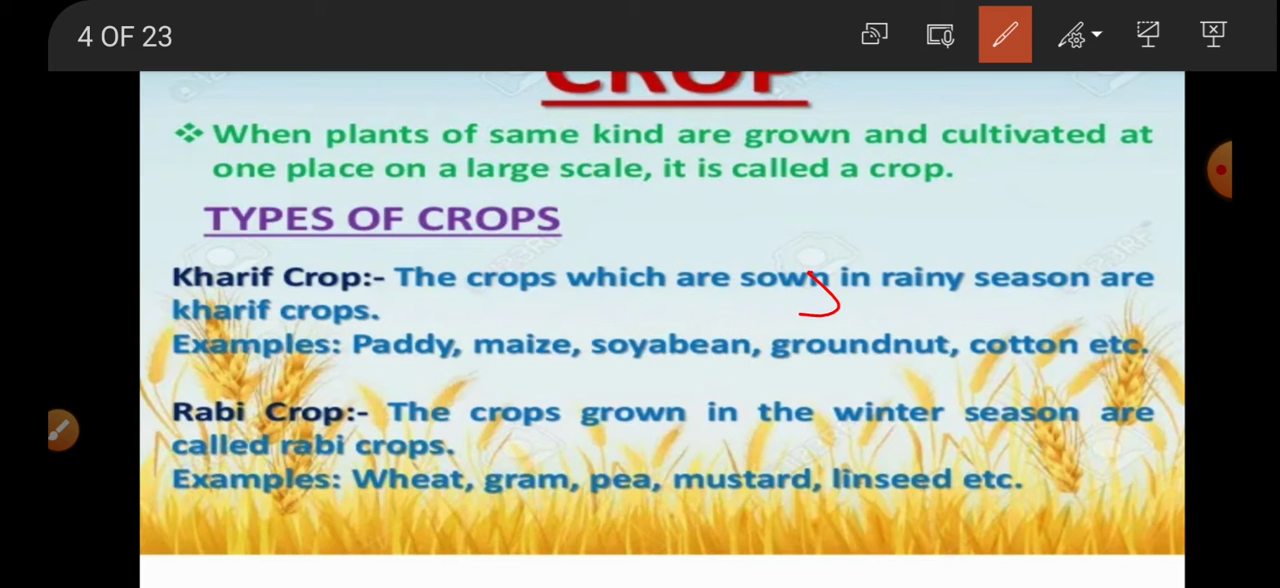 4 OF 23
CROP
❖ When plants of same kind are grown and cultivated at
one place on a large scale, it is called a crop.
TYPES OF CROPS
Kharif Crop:- The crops which are sown in rainy season are
kharif crops.
Examples: Paddy, maize, soyabean, groundnut, cotton etc.
Rabi Crop:- The crops grown in the winter season are
called rabi crops.
Examples: Wheat, gram, pea, mustard, linseed etc.